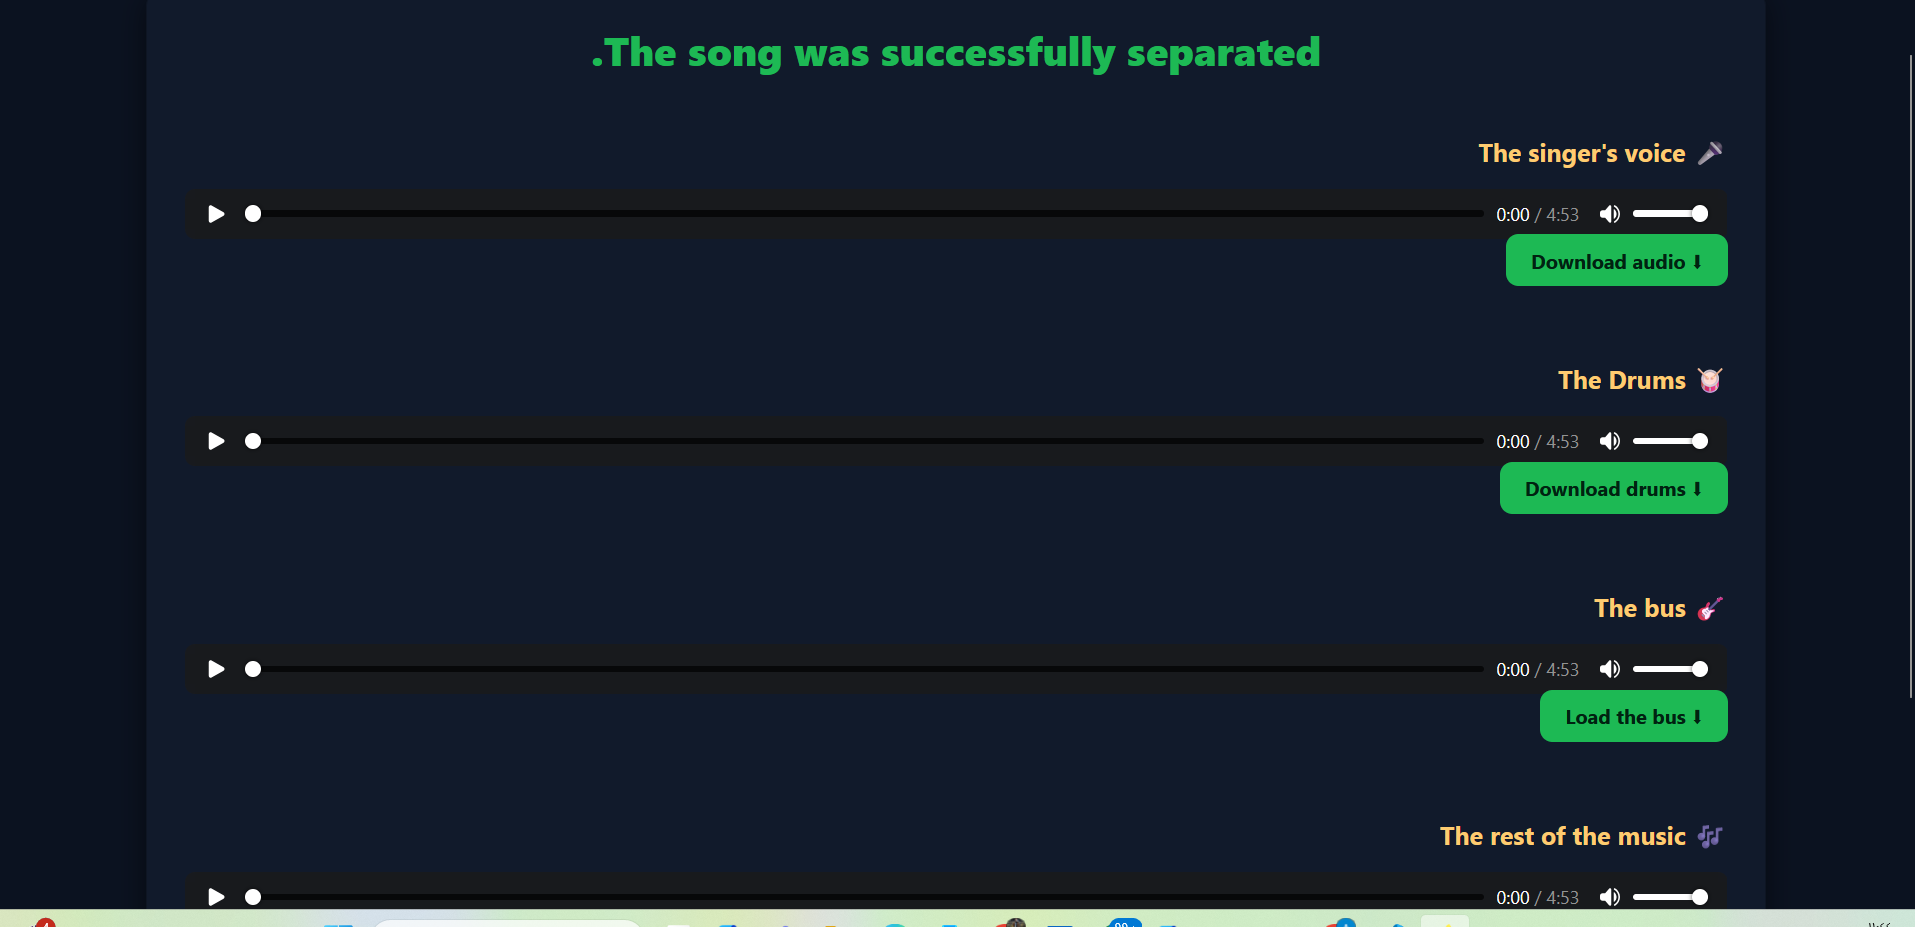 .The song was successfully separated
The singer's voice
0:00 / 4:53
Download audio ⬇
The Drums
0:00 / 4:53
Download drums ⬇
The bus
0:00 / 4:53
Load the bus ⬇
The rest of the music
0:00 / 4:53